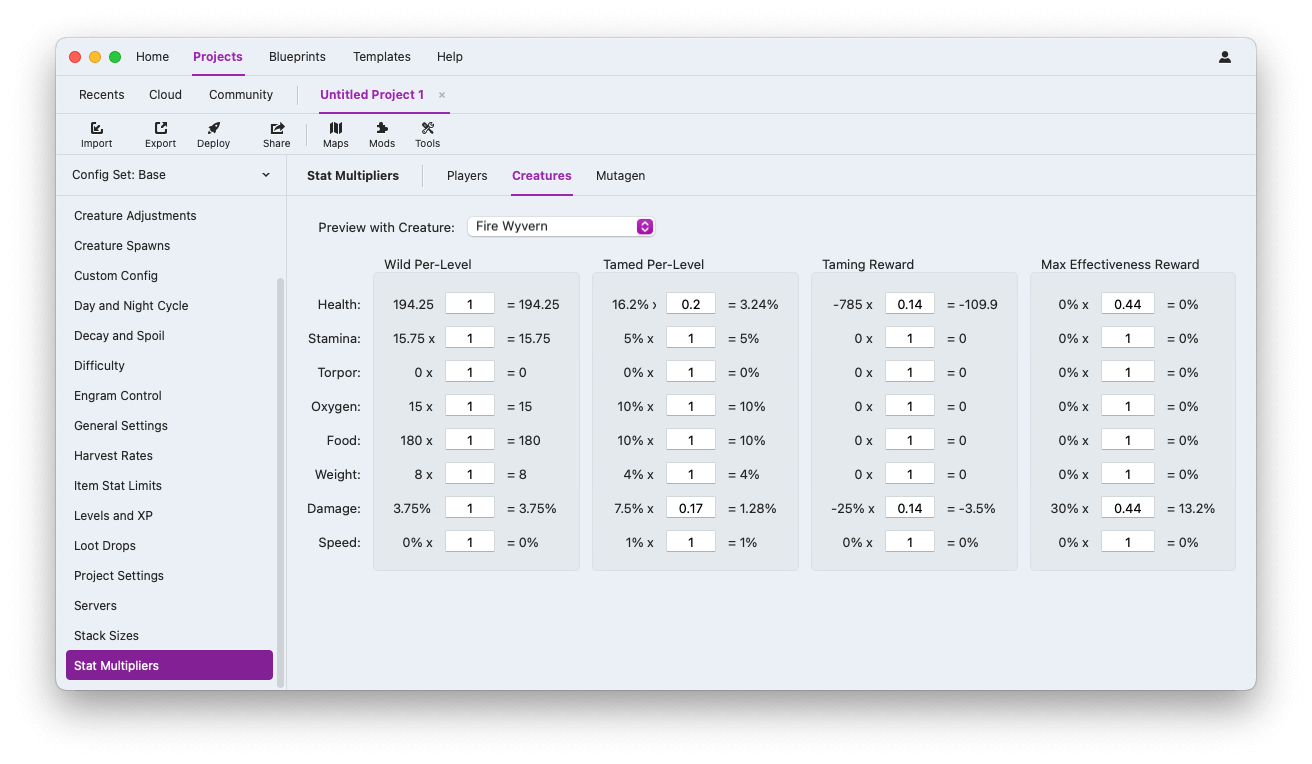 Home Projects Blueprints Templates Help
Recents Cloud Community Untitled Project 1 ×
Import Export Deploy Share Maps Mods Tools
Config Set: Base
Creature Adjustments
Creature Spawns
Custom Config
Day and Night Cycle
Decay and Spoil
Difficulty
Engram Control
General Settings
Harvest Rates
Item Stat Limits
Levels and XP
Loot Drops
Project Settings
Servers
Stack Sizes
Stat Multipliers
Stat Multipliers Players Creatures Mutagen
Preview with Creature: Fire Wyvern
Wild Per-Level Tamed Per-Level Taming Reward Max Effectiveness Reward
Health: 194.25 1 = 194.25 16.2% x 0.2 = 3.24% -785 x 0.14 = -109.9 0% x 0.44 = 0%
Stamina: 15.75 x 1 = 15.75 5% x 1 = 5% 0 x 1 = 0 0% x 1 = 0%
Torpor: 0 x 1 = 0 0% x 1 = 0% 0 x 1 = 0 0% x 1 = 0%
Oxygen: 15 x 1 = 15 10% x 1 = 10% 0 x 1 = 0 0% x 1 = 0%
Food: 180 x 1 = 180 10% x 1 = 10% 0 x 1 = 0 0% x 1 = 0%
Weight: 8 x 1 = 8 4% x 1 = 4% 0 x 1 = 0 0% x 1 = 0%
Damage: 3.75% 1 = 3.75% 7.5% x 0.17 = 1.28% -25% x 0.14 = -3.5% 30% x 0.44 = 13.2%
Speed: 0% x 1 = 0% 1% x 1 = 1% 0% x 1 = 0% 0% x 1 = 0%